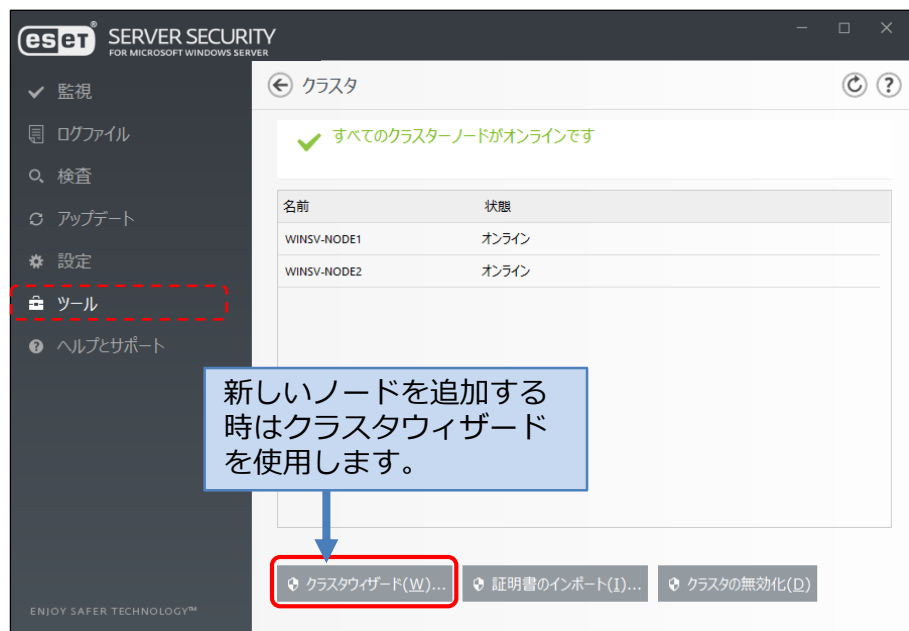 eset® SERVER SECURITY
FOR MICROSOFT WINDOWS SERVER
監視
ログファイル
検査
アップデート
設定
ツール
ヘルプとサポート
ENJOY SAFER TECHNOLOGY™
クラスタ
?
すべてのクラスターノードがオンラインです
名前 状態
WINSV-NODE1 オンライン
WINSV-NODE2 オンライン
新しいノードを追加する
時はクラスタウィザード
を使用します。
クラスタウィザード(W)... 証明書のインポート(I)... クラスタの無効化(D)